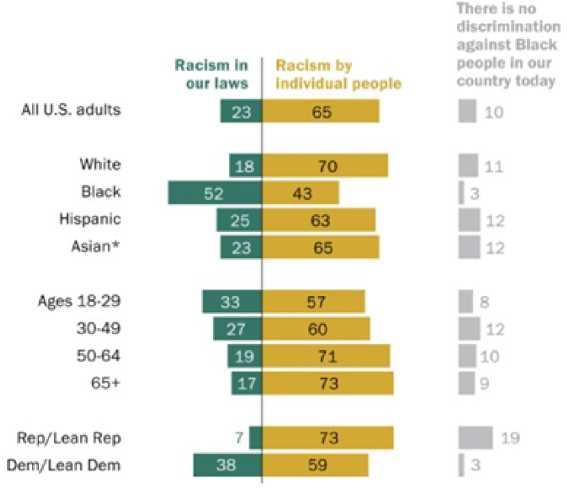 There is no
discrimination
against Black
people in our
country today
Racism in
our laws
Racism by
individual people
All U.S. adults 23 65 10
White 18 70 11
Black 52 43 3
Hispanic 25 63 12
Asian* 23 65 12
Ages 18-29 33 57 8
30-49 27 60 12
50-64 19 71 10
65+ 17 73 9
Rep/Lean Rep 7 73 19
Dem/Lean Dem 38 59 3